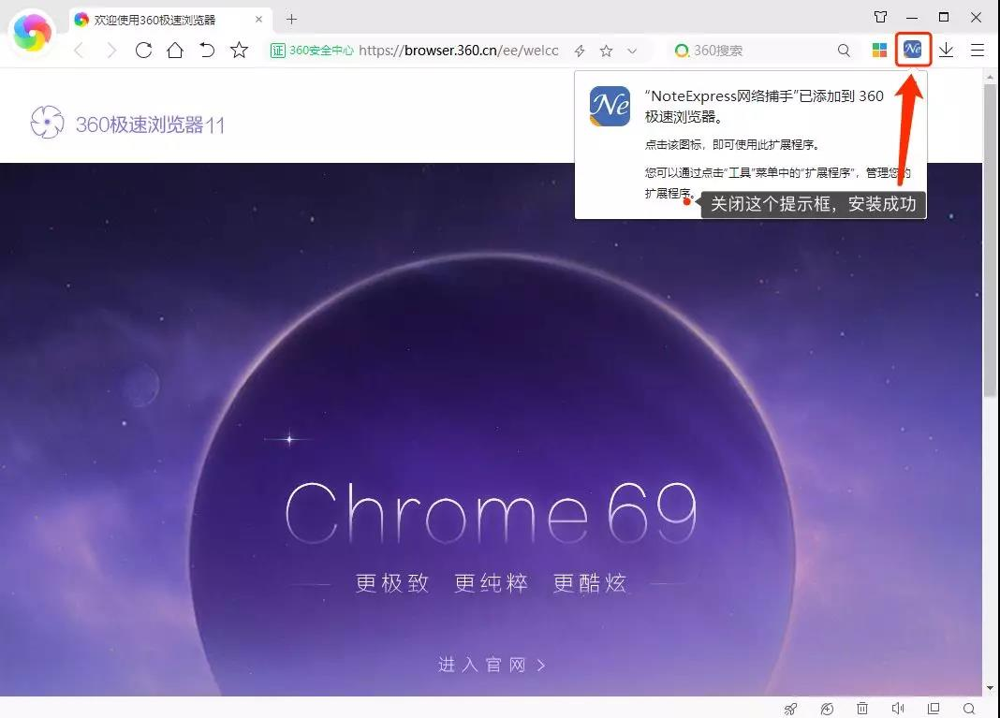 欢迎使用360极速浏览器
证 360安全中心 https://browser.360.cn/ee/welcc
360搜索
Ne
360极速浏览器11
Ne
“NoteExpress网络捕手”已添加到 360
极速浏览器。
点击该图标，即可使用此扩展程序。
您可以通过点击“工具”菜单中的“扩展程序”，管理您的
扩展程序。
关闭这个提示框，安装成功
Chrome 69
更极致 更纯粹 更酷炫
进入官网 >